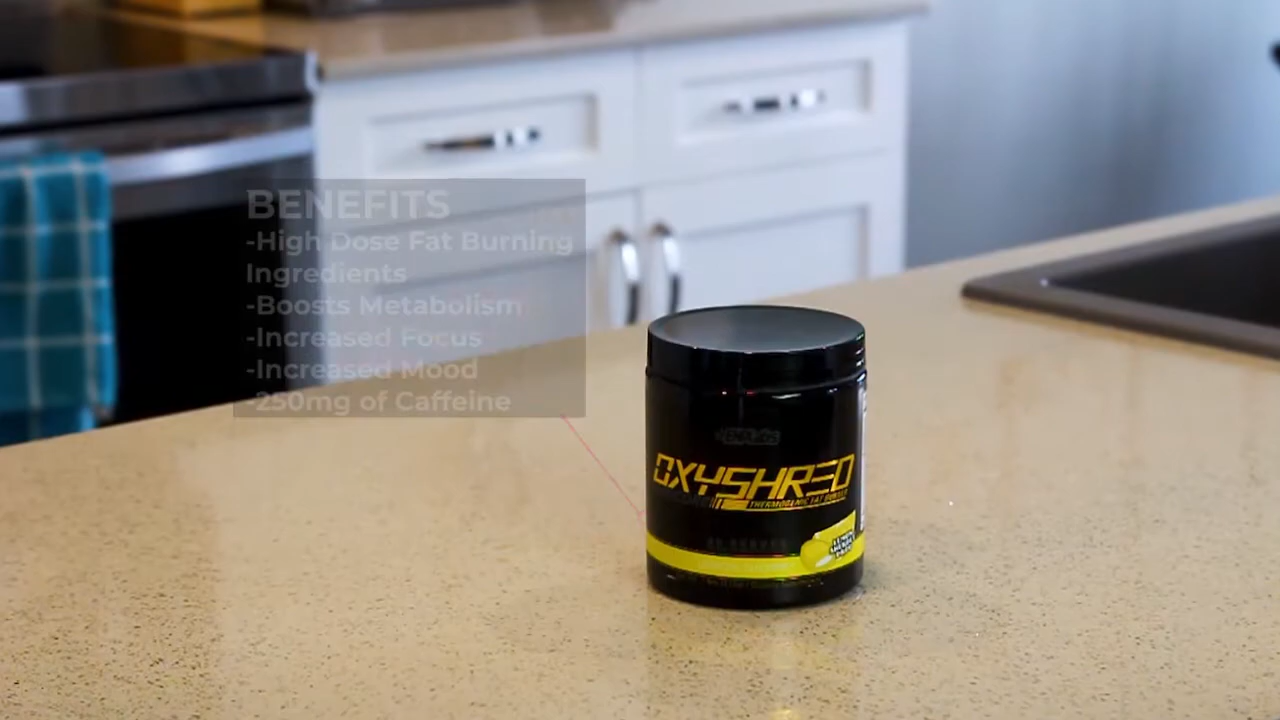 BENEFITS
-High Dose Fat Burning
Ingredients
-Boosts Metabolism
-Increased Focus
-Increased Mood
-250mg of Caffeine
EHPLabs
OXYSHRED
THERMOGENIC FAT BURNER